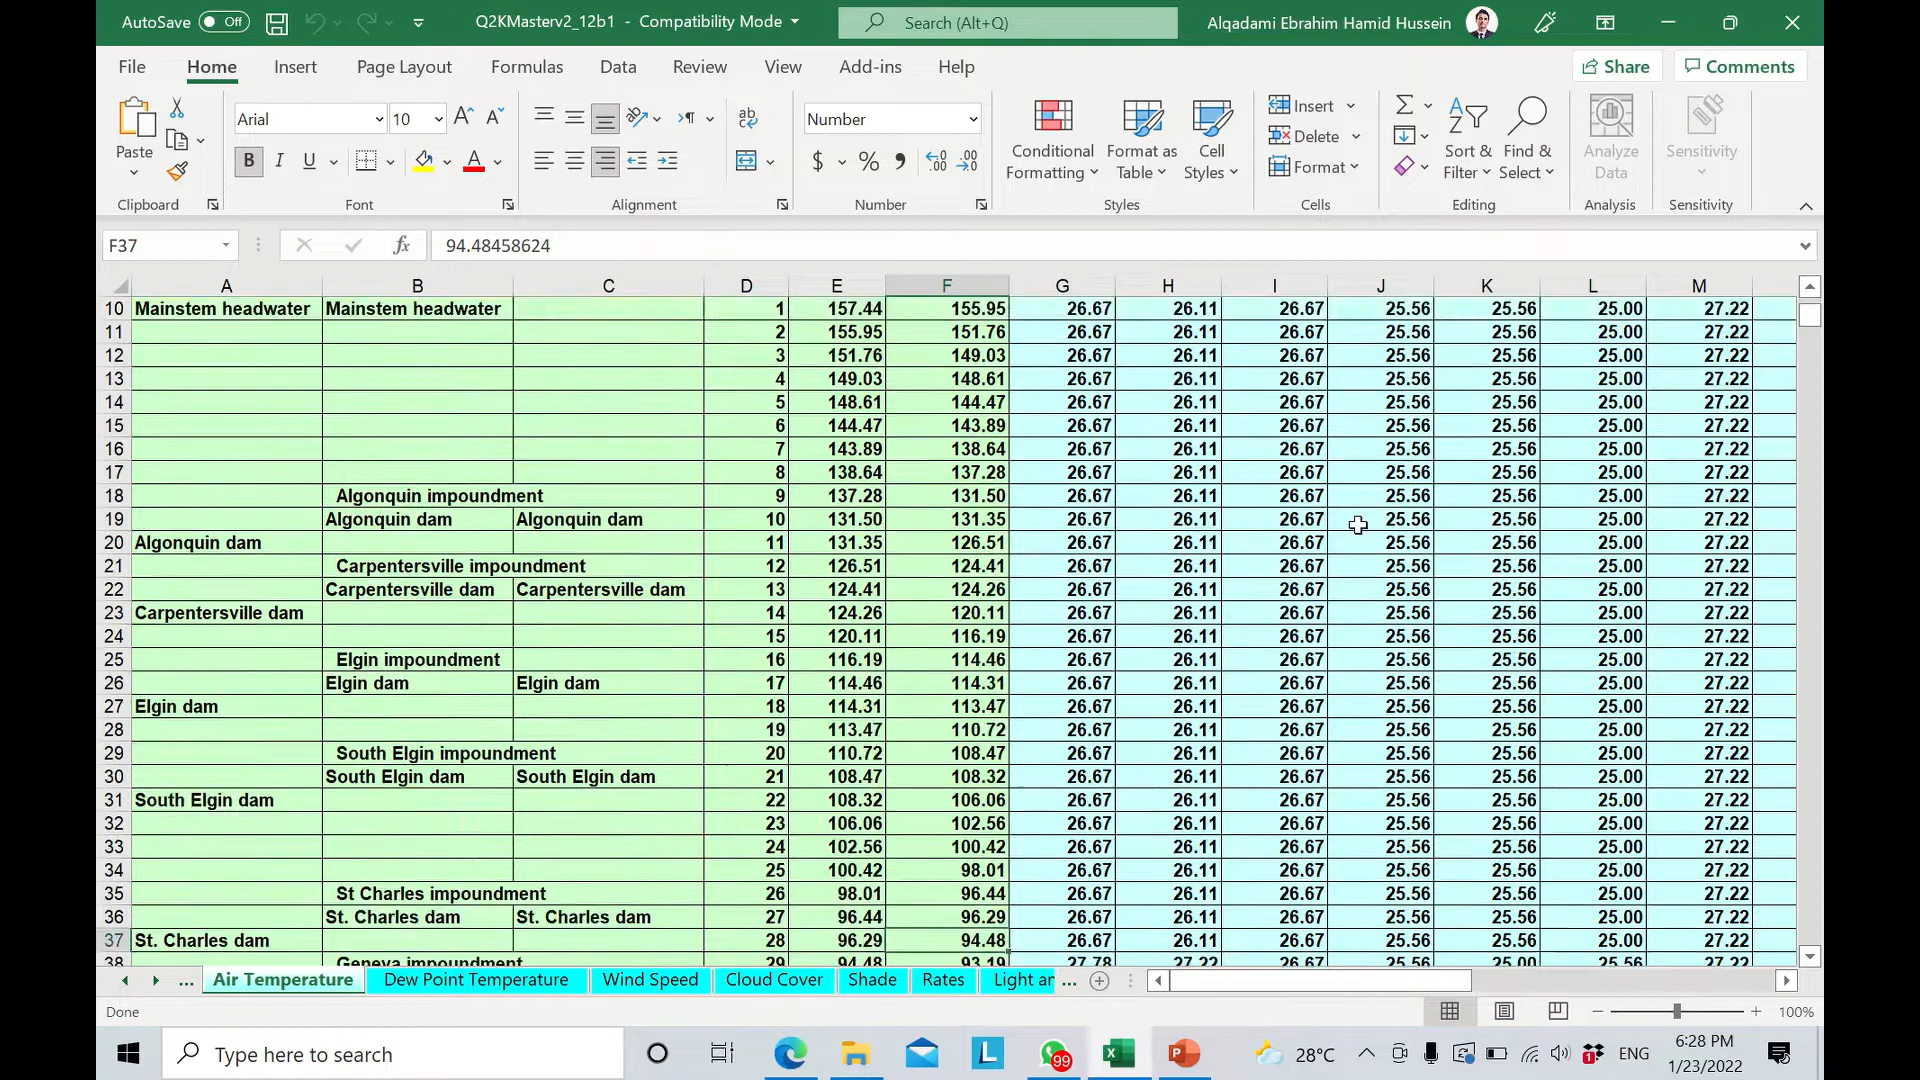 AutoSave Off Q2KMasterv2_12b1 - Compatibility Mode Search (Alt+Q) Alqadami Ebrahim Hamid Hussein
File Home Insert Page Layout Formulas Data Review View Add-ins Help Share Comments
Paste Arial 10 B I U Number Conditional Formatting Format as Table Cell Styles Insert Delete Format Sort & Filter Find & Select Analyze Data Sensitivity
Clipboard Font Alignment Number Styles Cells Editing Analysis Sensitivity
F37 fx 94.48458624
A B C D E F G H I J K L M
10 Mainstem headwater Mainstem headwater 1 157.44 155.95 26.67 26.11 26.67 25.56 25.56 25.00 27.22
11 2 155.95 151.76 26.67 26.11 26.67 25.56 25.56 25.00 27.22
12 3 151.76 149.03 26.67 26.11 26.67 25.56 25.56 25.00 27.22
13 4 149.03 148.61 26.67 26.11 26.67 25.56 25.56 25.00 27.22
14 5 148.61 144.47 26.67 26.11 26.67 25.56 25.56 25.00 27.22
15 6 144.47 143.89 26.67 26.11 26.67 25.56 25.56 25.00 27.22
16 7 143.89 138.64 26.67 26.11 26.67 25.56 25.56 25.00 27.22
17 8 138.64 137.28 26.67 26.11 26.67 25.56 25.56 25.00 27.22
18 Algonquin impoundment 9 137.28 131.50 26.67 26.11 26.67 25.56 25.56 25.00 27.22
19 Algonquin dam Algonquin dam 10 131.50 131.35 26.67 26.11 26.67 25.56 25.56 25.00 27.22
20 Algonquin dam 11 131.35 126.51 26.67 26.11 26.67 25.56 25.56 25.00 27.22
21 Carpentersville impoundment 12 126.51 124.41 26.67 26.11 26.67 25.56 25.56 25.00 27.22
22 Carpentersville dam Carpentersville dam 13 124.41 124.26 26.67 26.11 26.67 25.56 25.56 25.00 27.22
23 Carpentersville dam 14 124.26 120.11 26.67 26.11 26.67 25.56 25.56 25.00 27.22
24 15 120.11 116.19 26.67 26.11 26.67 25.56 25.56 25.00 27.22
25 Elgin impoundment 16 116.19 114.46 26.67 26.11 26.67 25.56 25.56 25.00 27.22
26 Elgin dam Elgin dam 17 114.46 114.31 26.67 26.11 26.67 25.56 25.56 25.00 27.22
27 Elgin dam 18 114.31 113.47 26.67 26.11 26.67 25.56 25.56 25.00 27.22
28 19 113.47 110.72 26.67 26.11 26.67 25.56 25.56 25.00 27.22
29 South Elgin impoundment 20 110.72 108.47 26.67 26.11 26.67 25.56 25.56 25.00 27.22
30 South Elgin dam South Elgin dam 21 108.47 108.32 26.67 26.11 26.67 25.56 25.56 25.00 27.22
31 South Elgin dam 22 108.32 106.06 26.67 26.11 26.67 25.56 25.56 25.00 27.22
32 23 106.06 102.56 26.67 26.11 26.67 25.56 25.56 25.00 27.22
33 24 102.56 100.42 26.67 26.11 26.67 25.56 25.56 25.00 27.22
34 25 100.42 98.01 26.67 26.11 26.67 25.56 25.56 25.00 27.22
35 St Charles impoundment 26 98.01 96.44 26.67 26.11 26.67 25.56 25.56 25.00 27.22
36 St. Charles dam St. Charles dam 27 96.44 96.29 26.67 26.11 26.67 25.56 25.56 25.00 27.22
37 St. Charles dam 28 96.29 94.48 26.67 26.11 26.67 25.56 25.56 25.00 27.22
38 Geneva impoundment 29 94.48 93.19 27.78 27.22 26.67 25.56 25.00 25.56 27.22
... Air Temperature Dew Point Temperature Wind Speed Cloud Cover Shade Rates Light ar ...
Done 100%
Type here to search 99 28°C ENG 6:28 PM
1/23/2022